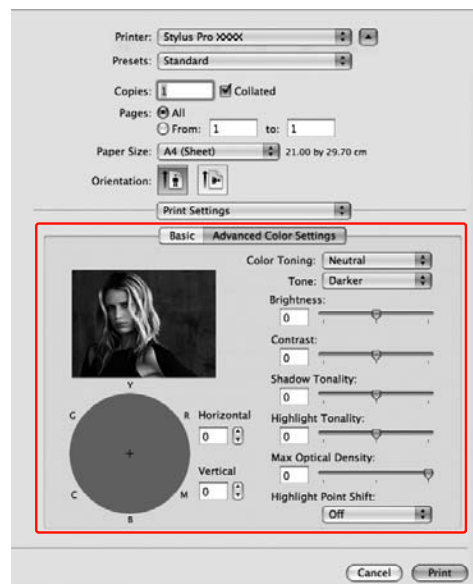 Printer: Stylus Pro XXXX
Presets: Standard
Copies: 1 Collated
Pages: All
From: 1 to: 1
Paper Size: A4 (Sheet) 21.00 by 29.70 cm
Orientation:
Print Settings
Basic Advanced Color Settings
Color Toning: Neutral
Tone: Darker
Brightness:
0
Contrast:
0
Shadow Tonality:
0
Highlight Tonality:
0
Max Optical Density:
0
Highlight Point Shift:
Off
Y
G R
C M
B
Horizontal
0
Vertical
0
Cancel Print